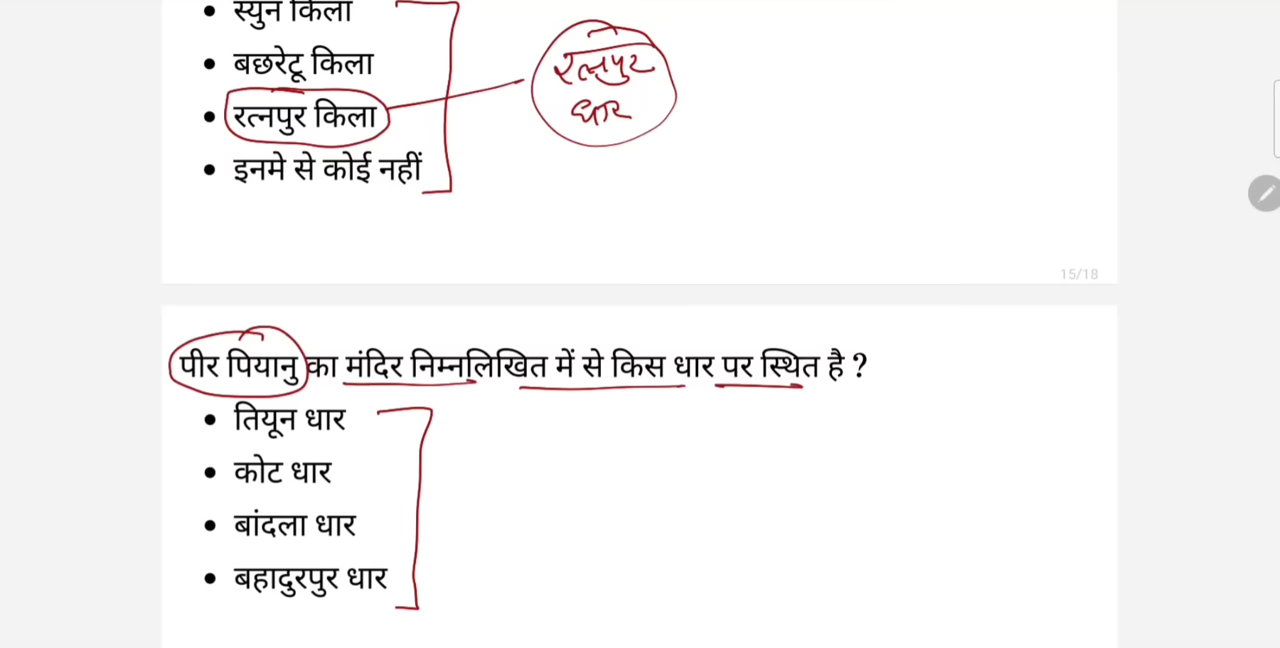 स्युन किला
बछरेटू किला
रत्नपुर किला
इनमे से कोई नहीं
रत्नपुर
धार
15/18
पीर पियानु का मंदिर निम्नलिखित में से किस धार पर स्थित है ?
तियून धार
कोट धार
बांदला धार
बहादुरपुर धार